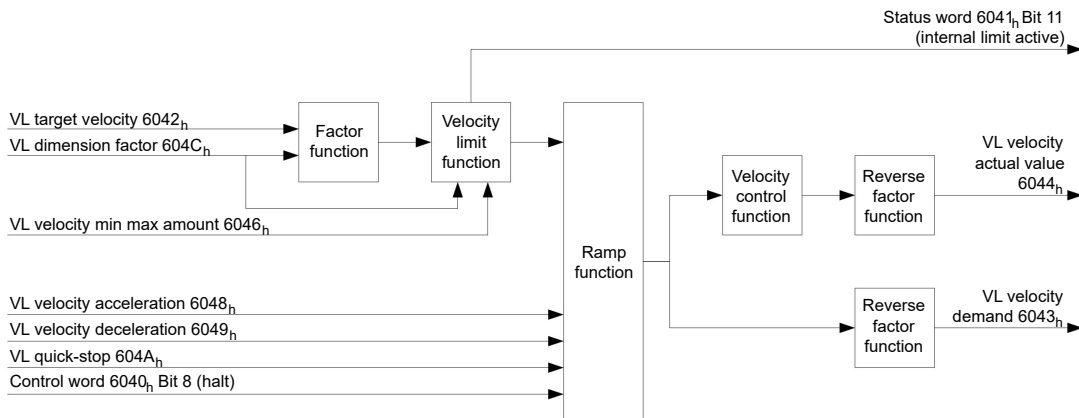 Status word 6041h Bit 11
(internal limit active)
VL target velocity 6042h
VL dimension factor 604Ch
Factor
function
Velocity
limit
function
VL velocity min max amount 6046h
Ramp
function
Velocity
control
function
Reverse
factor
function
VL velocity
actual value
6044h
VL velocity acceleration 6048h
VL velocity deceleration 6049h
VL quick-stop 604Ah
Control word 6040h Bit 8 (halt)
Reverse
factor
function
VL velocity
demand 6043h